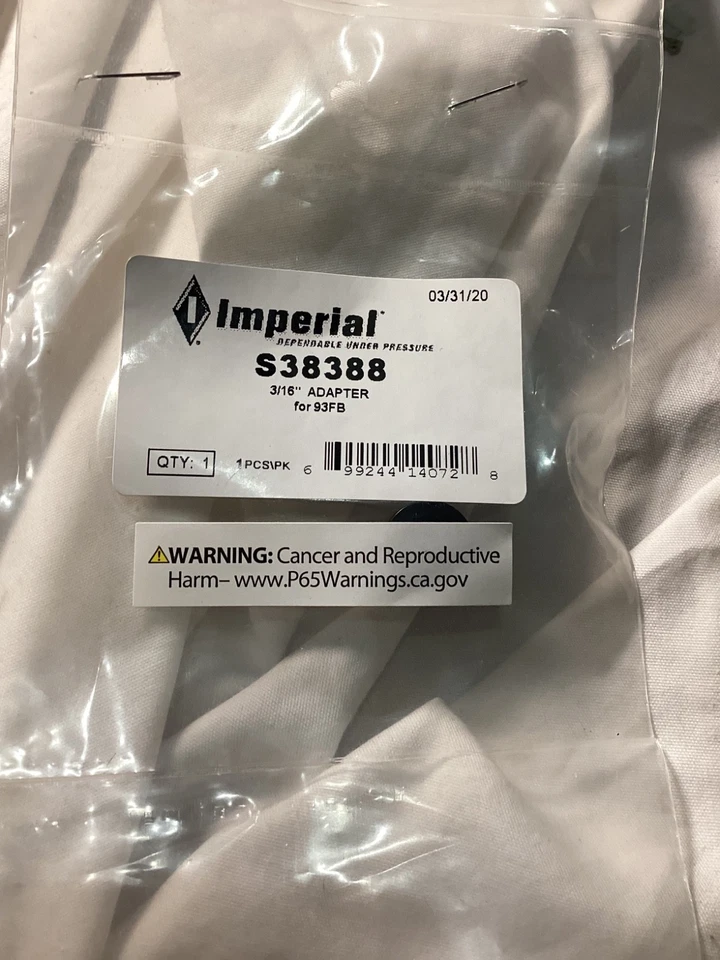 03/31/20
I Imperial
DEPENDABLE UNDER PRESSURE
S38388
3/16" ADAPTER
for 93FB
QTY: 1 1PCS\PK 6 99244 14072 8
⚠WARNING: Cancer and Reproductive
Harm– www.P65Warnings.ca.gov